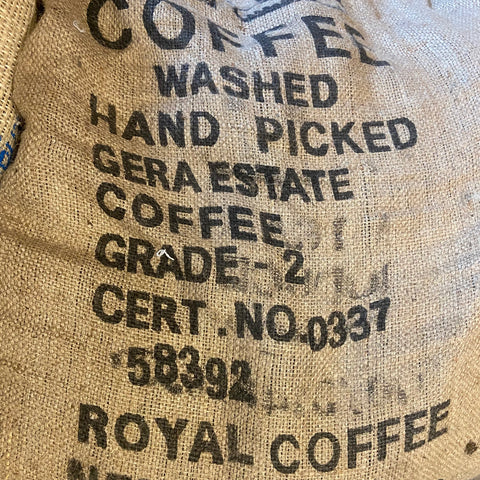 COFFEE
WASHED
HAND PICKED
GERA ESTATE
COFFEE
GRADE - 2
CERT. NO. 0337
58392
ROYAL COFFEE